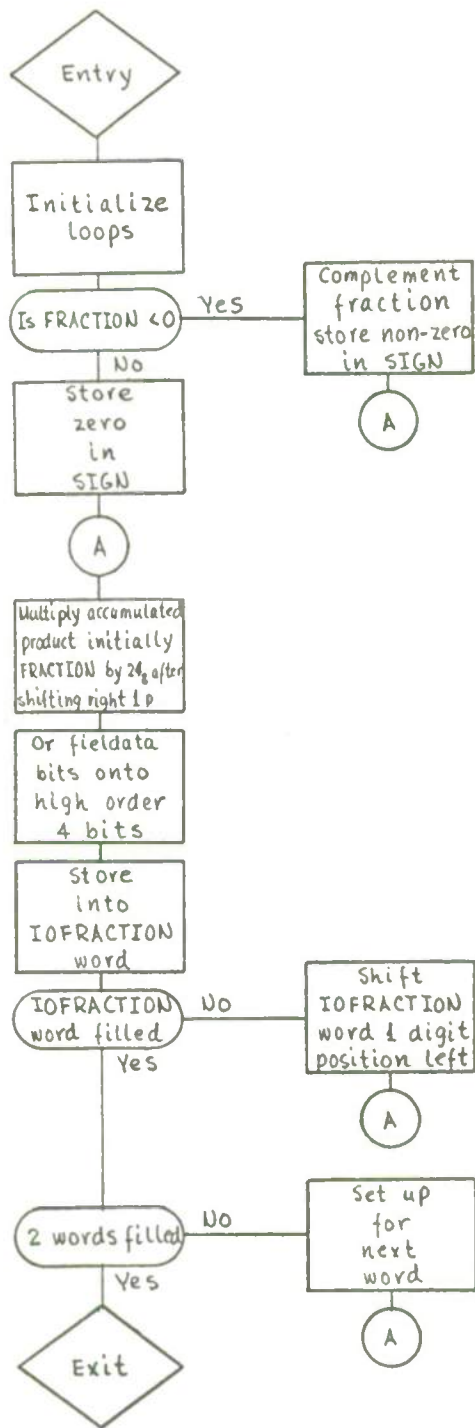 Entry
Initialize
loops
Is FRACTION <0
Yes
Complement
fraction
store non-zero
in SIGN
A
No
Store
zero
in
SIGN
A
Multiply accumulated
product initially
FRACTION by 24₈ after
shifting right 1 p
Or fieldata
bits onto
high order
4 bits
Store
into
IOFRACTION
word
IOFRACTION
word filled
No
Shift
IOFRACTION
word 1 digit
position left
A
Yes
2 words filled
No
Set up
for
next
word
A
Yes
Exit